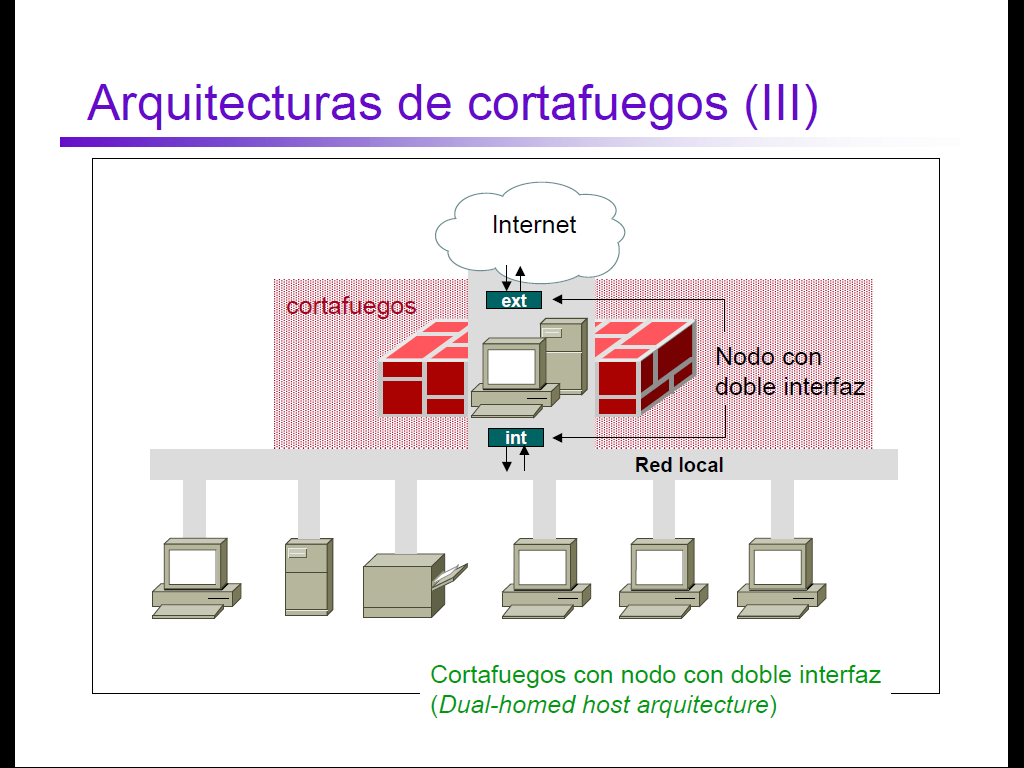 Arquitecturas de cortafuegos (III)
Internet
cortafuegos
ext
Nodo con
doble interfaz
int
Red local
Cortafuegos con nodo con doble interfaz
(Dual-homed host arquitecture)